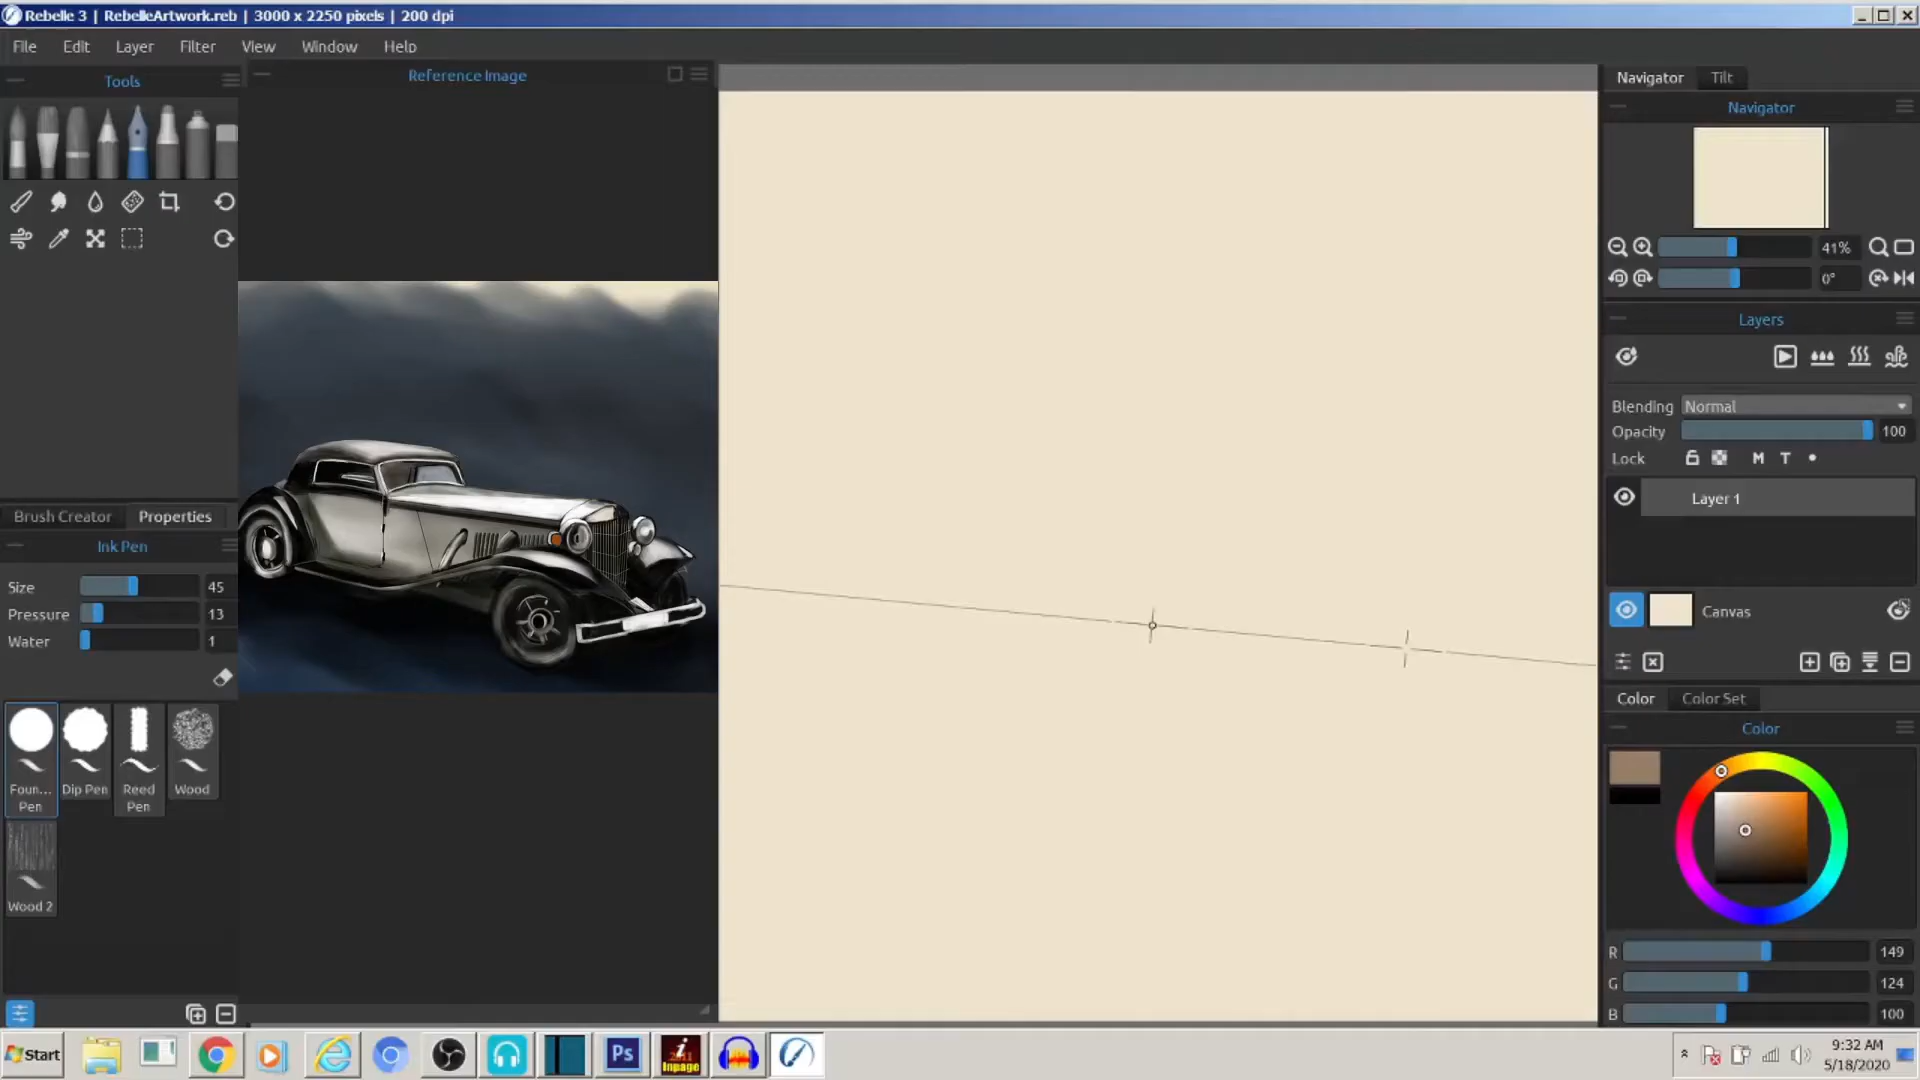 Rebelle 3 | RebelleArtwork.reb | 3000 x 2250 pixels | 200 dpi
File Edit Layer Filter View Window Help
Tools
Reference Image
Navigator Tilt
Navigator
41%
0°
Layers
Blending Normal
Opacity 100
Lock M T
Layer 1
Canvas
Brush Creator Properties
Ink Pen
Size 45
Pressure 13
Water 1
Foun... Pen
Dip Pen
Reed Pen
Wood
Wood 2
Color Color Set
Color
R 149
G 124
B 100
Start
Ps
2011
Inpage
9:32 AM
5/18/2020